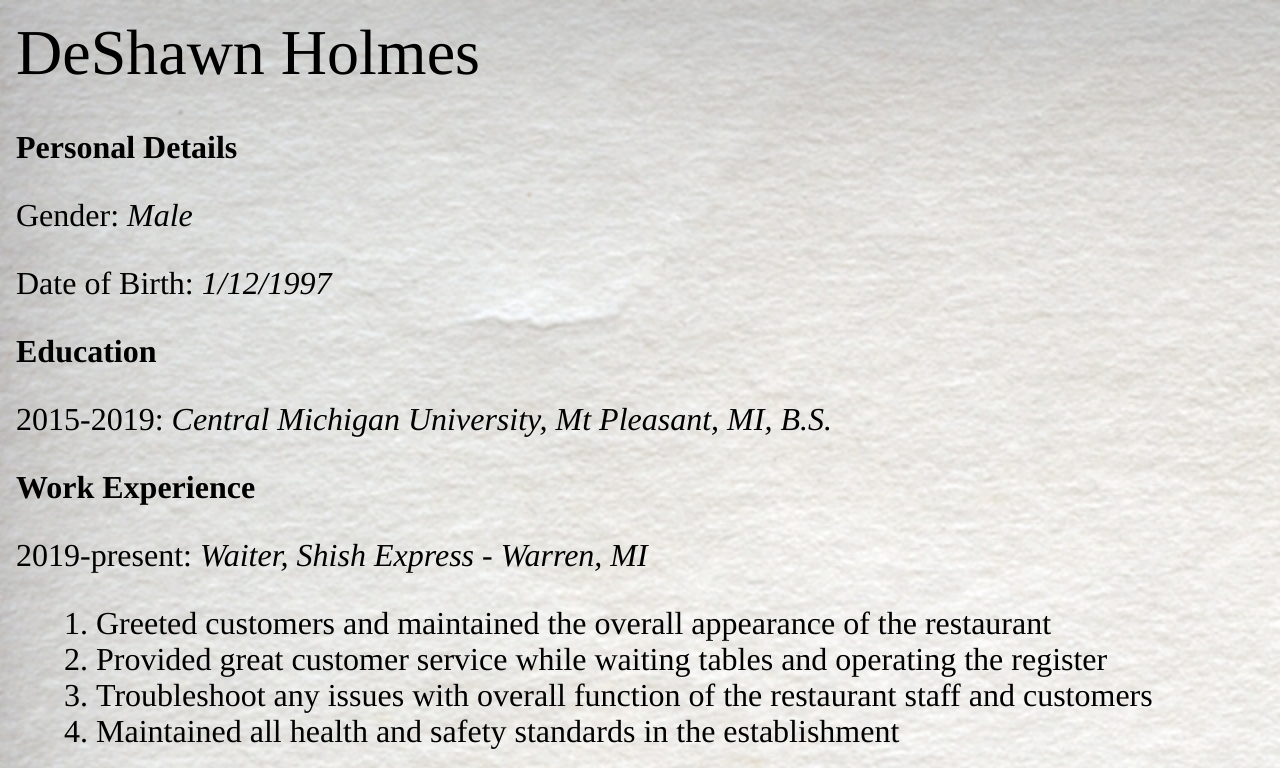 DeShawn Holmes
Personal Details
Gender: Male
Date of Birth: 1/12/1997
Education
2015-2019: Central Michigan University, Mt Pleasant, MI, B.S.
Work Experience
2019-present: Waiter, Shish Express - Warren, MI
1. Greeted customers and maintained the overall appearance of the restaurant
2. Provided great customer service while waiting tables and operating the register
3. Troubleshoot any issues with overall function of the restaurant staff and customers
4. Maintained all health and safety standards in the establishment